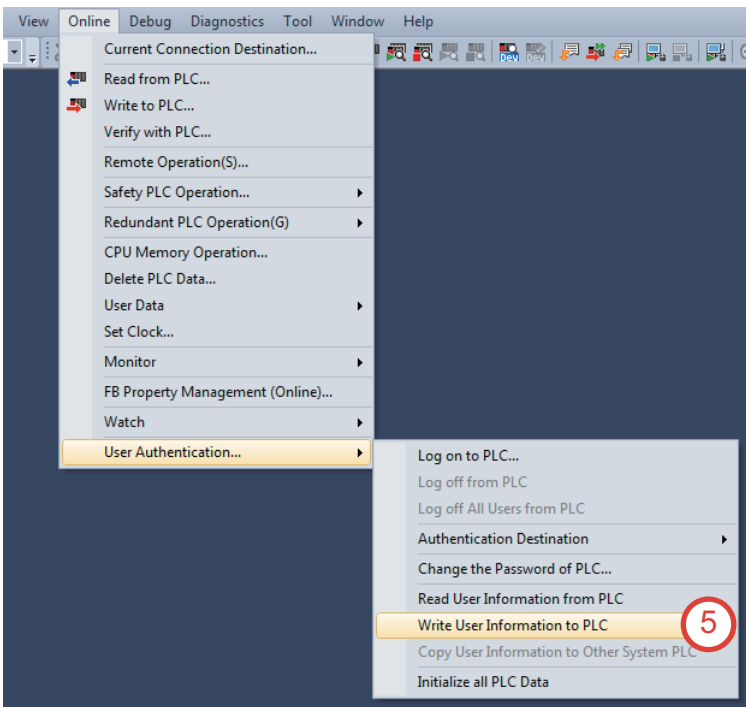 View Online Debug Diagnostics Tool Window Help
Current Connection Destination...
Read from PLC...
Write to PLC...
Verify with PLC...
Remote Operation(S)...
Safety PLC Operation...
Redundant PLC Operation(G)
CPU Memory Operation...
Delete PLC Data...
User Data
Set Clock...
Monitor
FB Property Management (Online)...
Watch
User Authentication...
Log on to PLC...
Log off from PLC
Log off All Users from PLC
Authentication Destination
Change the Password of PLC...
Read User Information from PLC
Write User Information to PLC 5
Copy User Information to Other System PLC
Initialize all PLC Data
Dev Dev